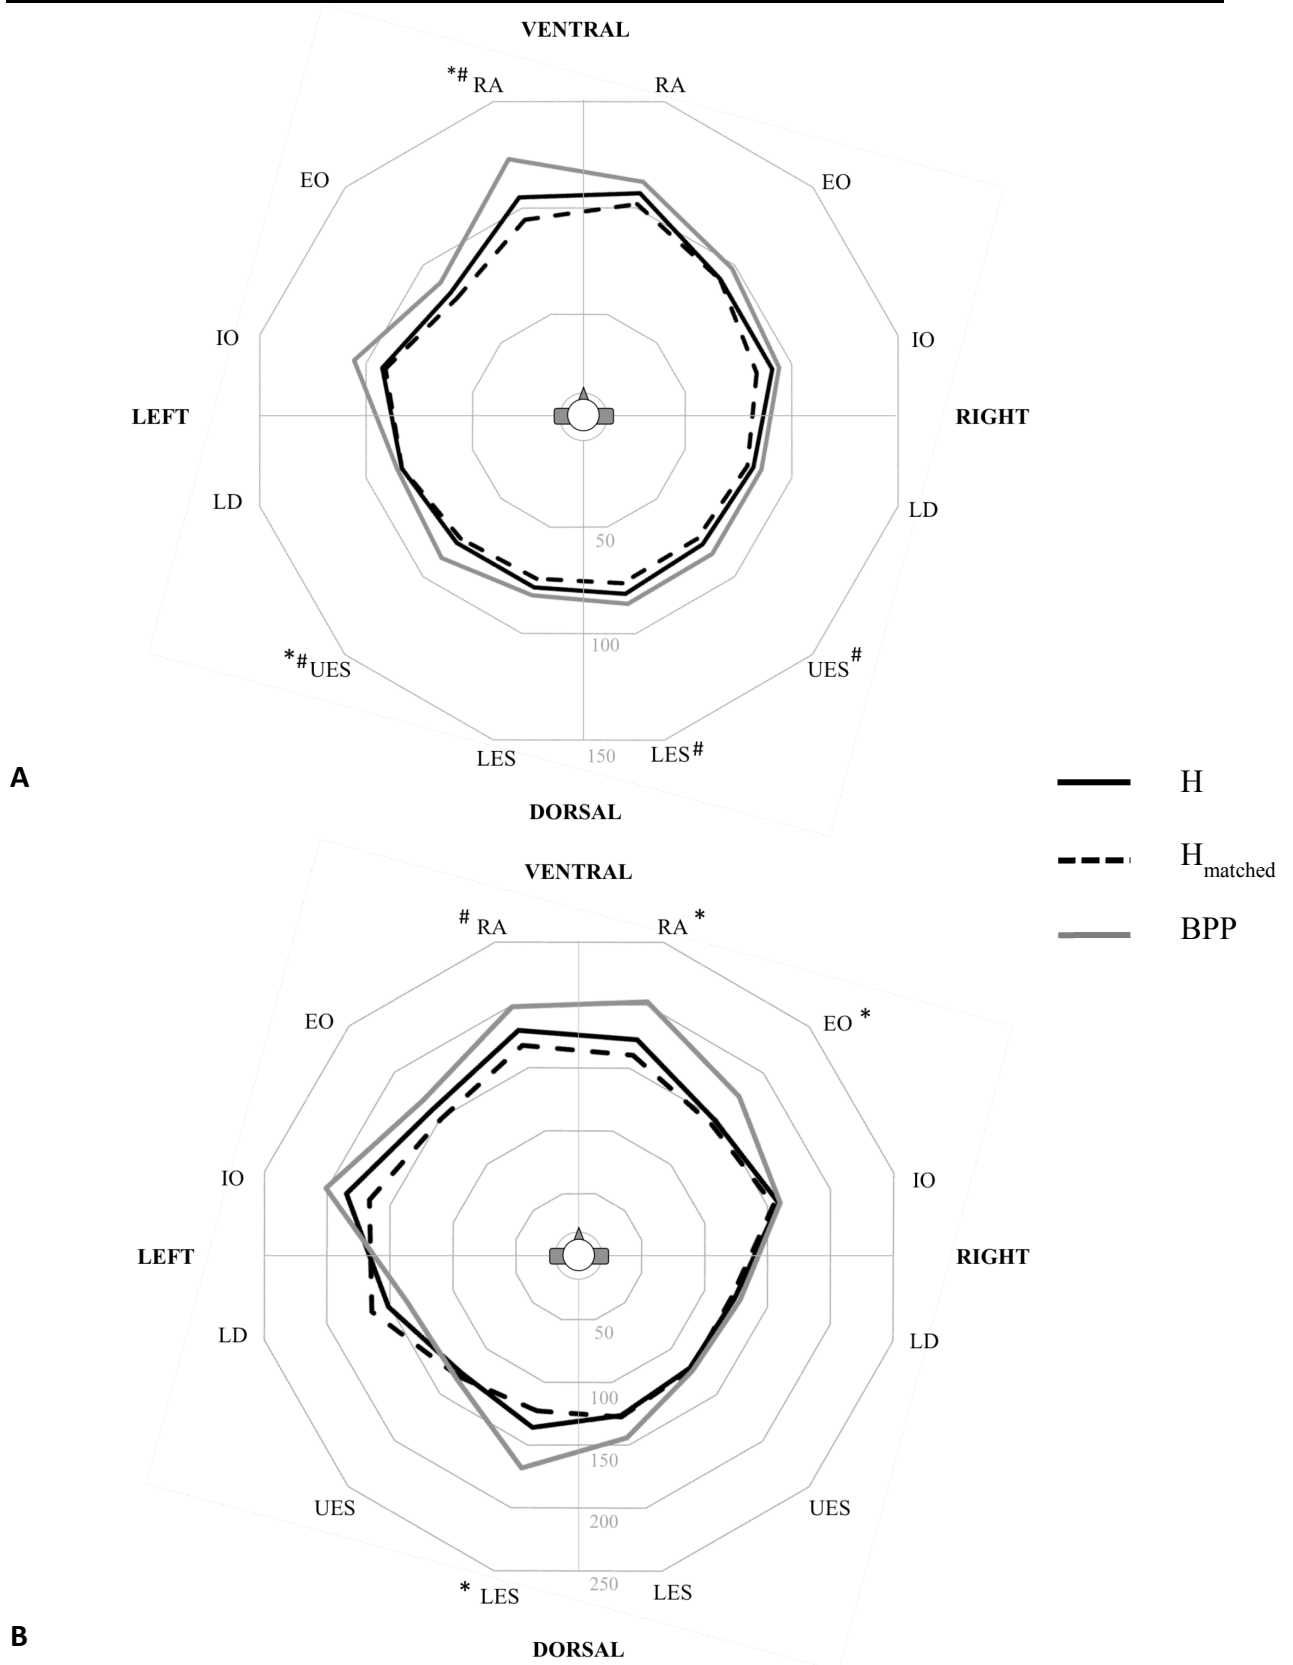 VENTRAL
*# RA RA
EO EO
IO IO
LEFT RIGHT
LD LD
50
100
*# UES UES #
LES 150 LES #
A
DORSAL
H
H matched
BPP
VENTRAL
# RA RA *
EO EO *
IO IO
LEFT RIGHT
LD LD
50
100
150
200
UES UES
250
* LES LES
B
DORSAL